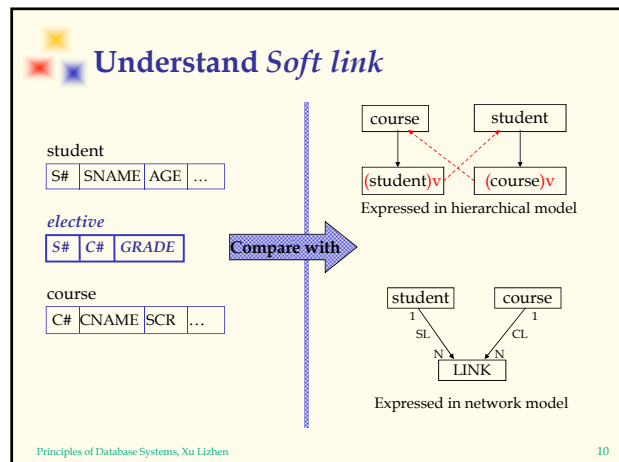 Understand Soft link
student
S# SNAME AGE …
elective
S# C# GRADE
course
C# CNAME SCR …
Compare with
course student
(student)v (course)v
Expressed in hierarchical model
student course
1 1
SL CL
N N
LINK
Expressed in network model
Principles of Database Systems, Xu Lizhen 10